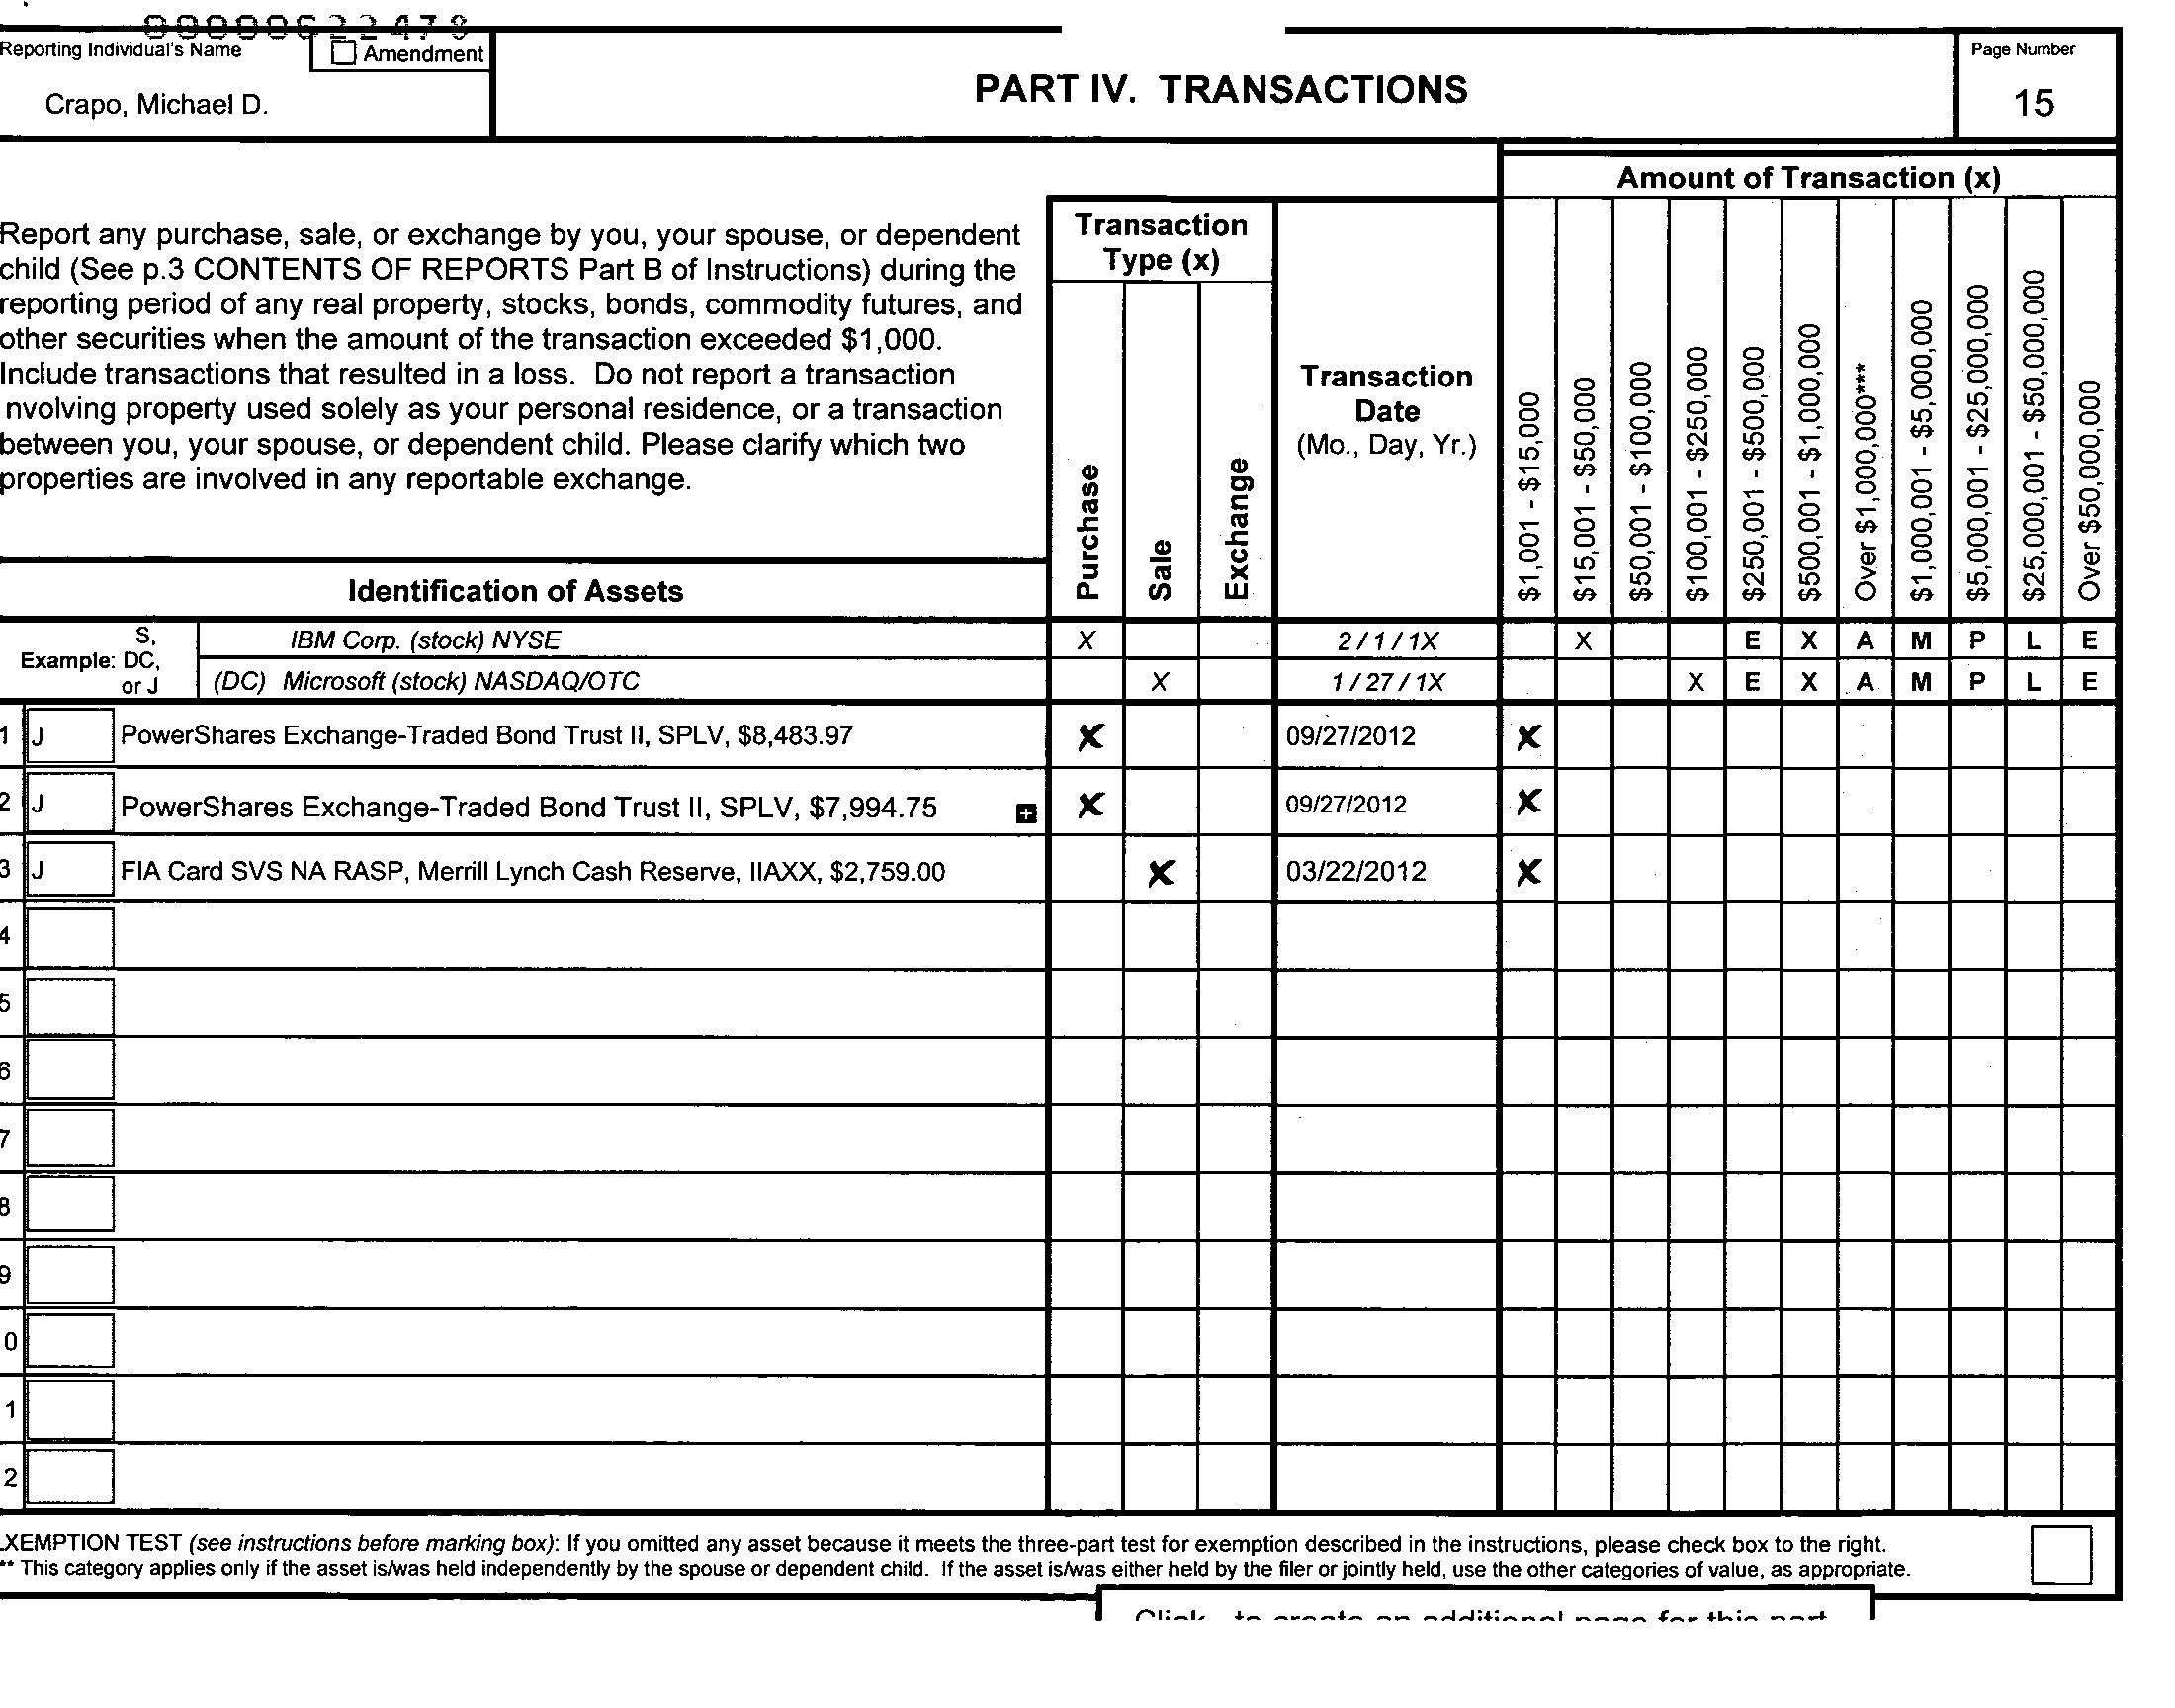 Reporting Individual's Name
Amendment
Crapo, Michael D.
PART IV. TRANSACTIONS
Page Number
15
Amount of Transaction (x)
Report any purchase, sale, or exchange by you, your spouse, or dependent
child (See p.3 CONTENTS OF REPORTS Part B of Instructions) during the
reporting period of any real property, stocks, bonds, commodity futures, and
other securities when the amount of the transaction exceeded $1,000.
Include transactions that resulted in a loss. Do not report a transaction
nvolving property used solely as your personal residence, or a transaction
between you, your spouse, or dependent child. Please clarify which two
properties are involved in any reportable exchange.
Transaction
Type (x)
Purchase
Sale
Exchange
Transaction
Date
(Mo., Day, Yr.)
$1,001 - $15,000
$15,001 - $50,000
$50,001 - $100,000
$100,001 - $250,000
$250,001 - $500,000
$500,001 - $1,000,000
Over $1,000,000***
$1,000,001 - $5,000,000
$5,000,001 - $25,000,000
$25,000,001 - $50,000,000
Over $50,000,000
Identification of Assets
Example: S, DC, or J
IBM Corp. (stock) NYSE X 2 / 1 / 1X X E X A M P L E
(DC) Microsoft (stock) NASDAQ/OTC X 1 / 27 / 1X X E X A M P L E
1 J PowerShares Exchange-Traded Bond Trust II, SPLV, $8,483.97 X 09/27/2012 X
2 J PowerShares Exchange-Traded Bond Trust II, SPLV, $7,994.75 X 09/27/2012 X
3 J FIA Card SVS NA RASP, Merrill Lynch Cash Reserve, IIAXX, $2,759.00 X 03/22/2012 X
4
5
6
7
8
9
0
1
2
XEMPTION TEST (see instructions before marking box): If you omitted any asset because it meets the three-part test for exemption described in the instructions, please check box to the right.
** This category applies only if the asset is/was held independently by the spouse or dependent child. If the asset is/was either held by the filer or jointly held, use the other categories of value, as appropriate.
to create an additional page for this part